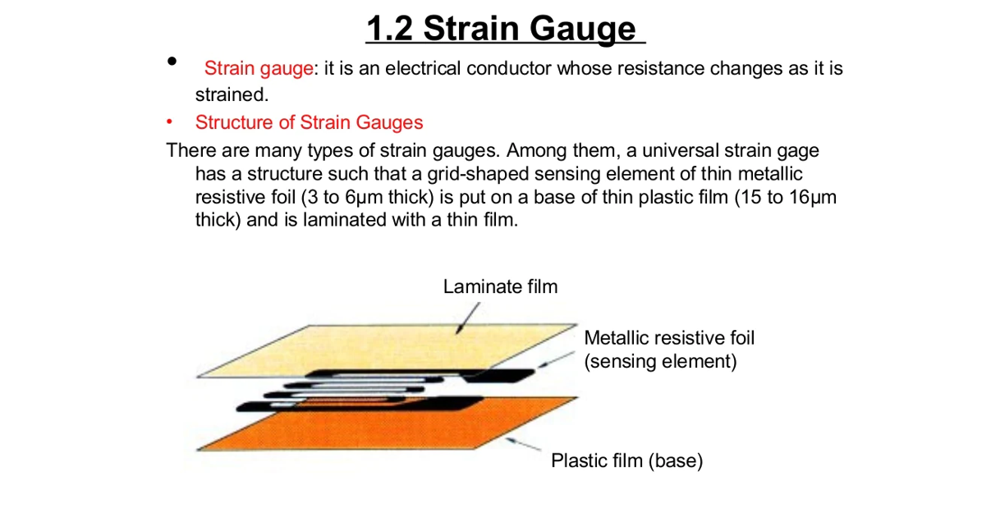 1.2 Strain Gauge
• Strain gauge: it is an electrical conductor whose resistance changes as it is
strained.
• Structure of Strain Gauges
There are many types of strain gauges. Among them, a universal strain gage
has a structure such that a grid-shaped sensing element of thin metallic
resistive foil (3 to 6μm thick) is put on a base of thin plastic film (15 to 16μm
thick) and is laminated with a thin film.
Laminate film
Metallic resistive foil
(sensing element)
Plastic film (base)